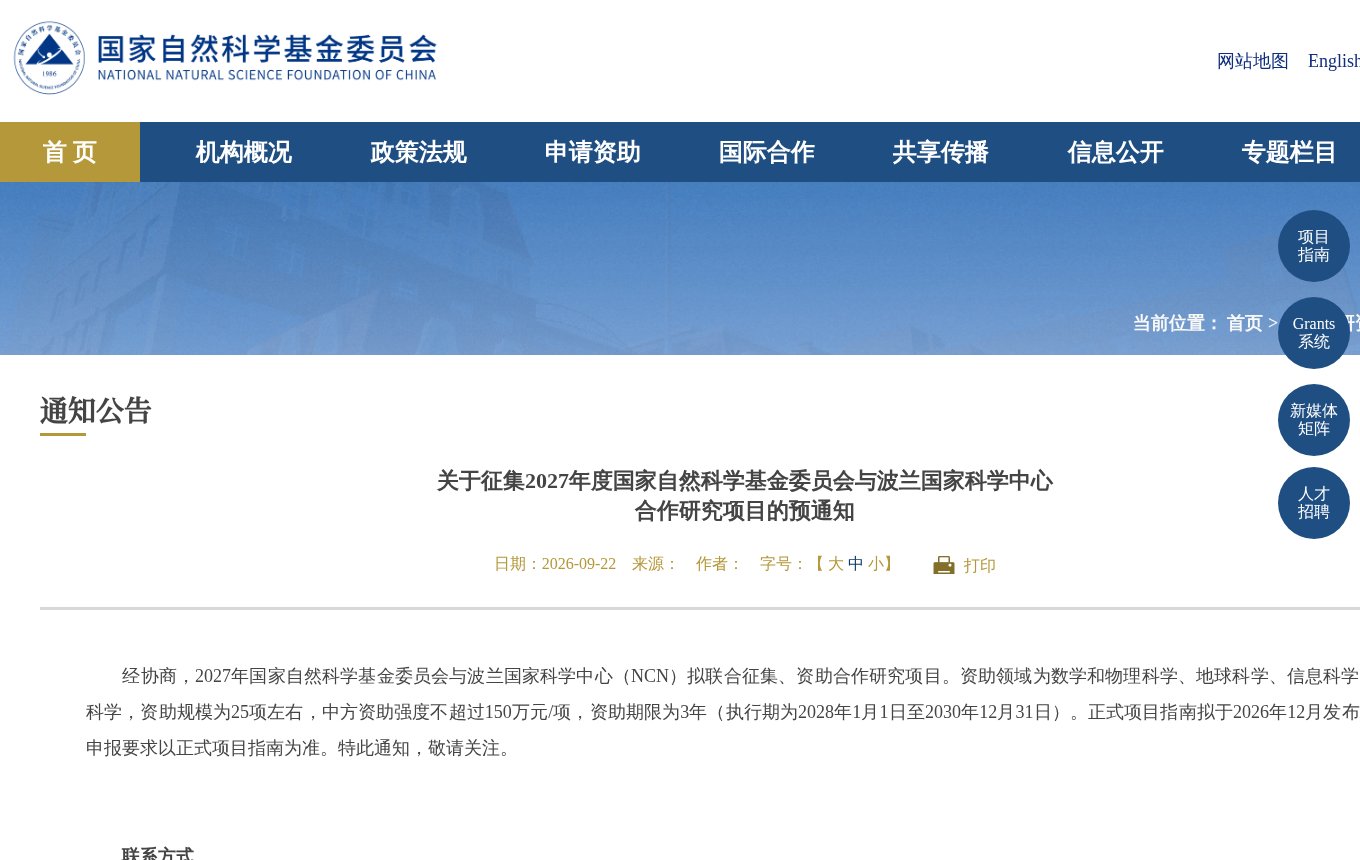 国家自然科学基金委员会
NATIONAL NATURAL SCIENCE FOUNDATION OF CHINA
1986
网站地图 English
首 页 机构概况 政策法规 申请资助 国际合作 共享传播 信息公开 专题栏目
项目
指南
当前位置： 首页 >
Grants
系统
通知公告
新媒体
矩阵
关于征集2027年度国家自然科学基金委员会与波兰国家科学中心
合作研究项目的预通知
人才
招聘
日期：2026-09-22 来源： 作者： 字号：【 大 中 小】 打印
经协商，2027年国家自然科学基金委员会与波兰国家科学中心（NCN）拟联合征集、资助合作研究项目。资助领域为数学和物理科学、地球科学、信息科学
科学，资助规模为25项左右，中方资助强度不超过150万元/项，资助期限为3年（执行期为2028年1月1日至2030年12月31日）。正式项目指南拟于2026年12月发布
申报要求以正式项目指南为准。特此通知，敬请关注。
联系方式